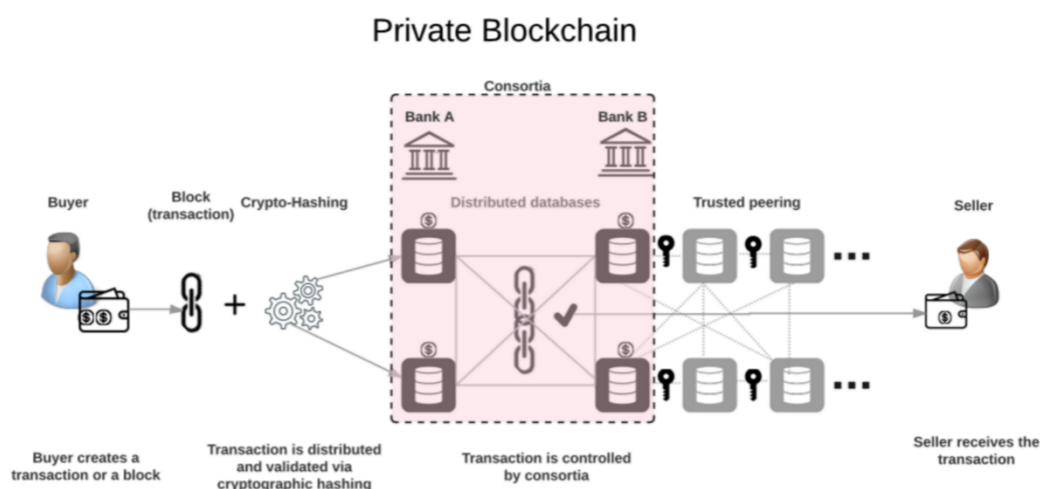 Private Blockchain
Consortia
Bank A
Bank B
Buyer
Block
(transaction)
Crypto-Hashing
Distributed databases
Trusted peering
Seller
$
$
$ $
+
$
$
$
Buyer creates a
transaction or a block
Transaction is distributed
and validated via
cryptographic hashing
Transaction is controlled
by consortia
Seller receives the
transaction